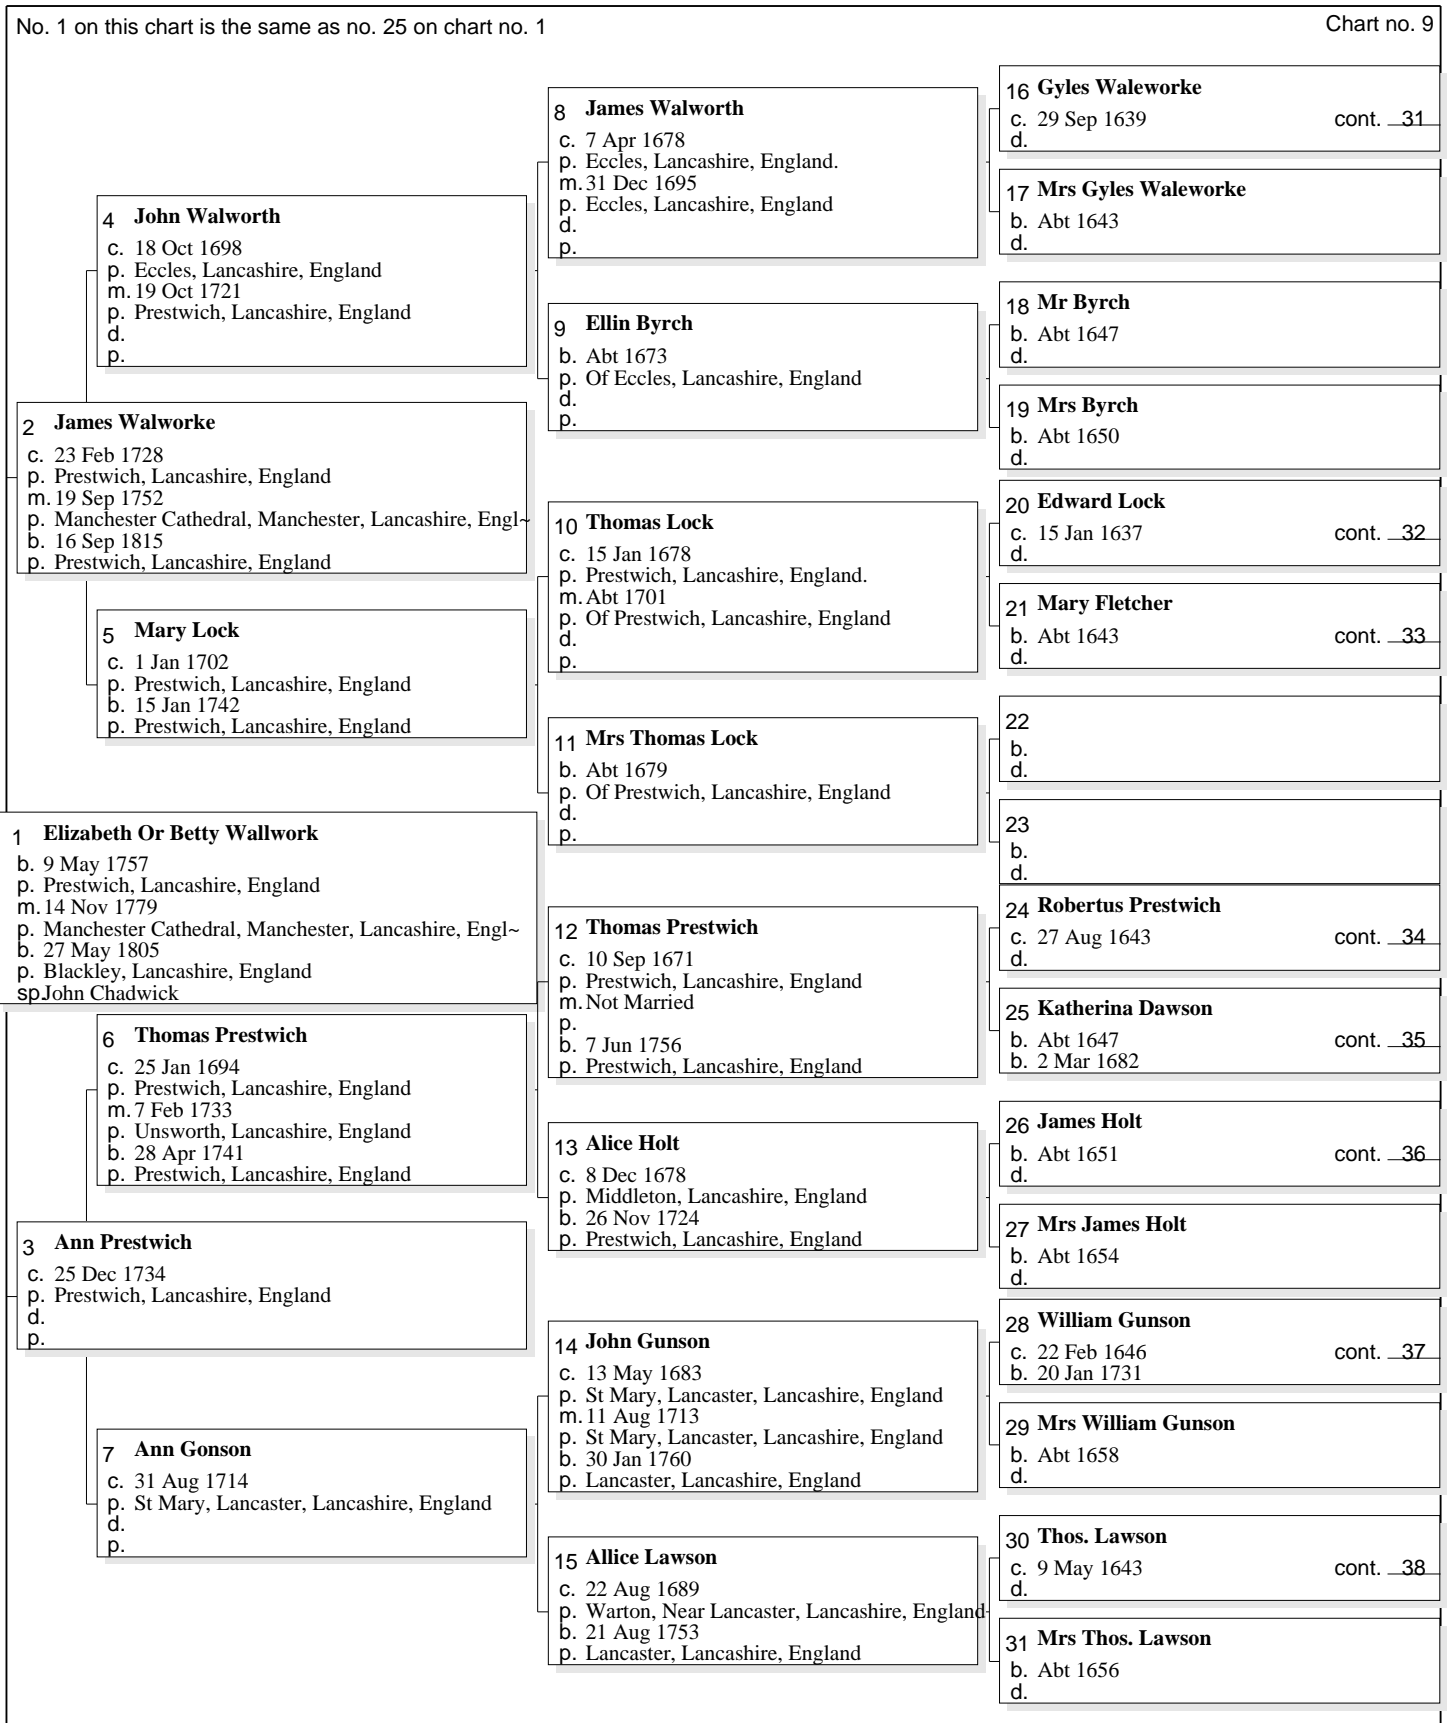 No. 1 on this chart is the same as no. 25 on chart no. 1
Chart no. 9
16 Gyles Waleworke
c. 29 Sep 1639 cont. 31
d.
8 James Walworth
c. 7 Apr 1678
p. Eccles, Lancashire, England.
m. 31 Dec 1695
p. Eccles, Lancashire, England
d.
p.
17 Mrs Gyles Waleworke
b. Abt 1643
d.
4 John Walworth
c. 18 Oct 1698
p. Eccles, Lancashire, England
m. 19 Oct 1721
p. Prestwich, Lancashire, England
d.
p.
18 Mr Byrch
b. Abt 1647
d.
9 Ellin Byrch
b. Abt 1673
p. Of Eccles, Lancashire, England
d.
p.
19 Mrs Byrch
b. Abt 1650
d.
2 James Walworke
c. 23 Feb 1728
p. Prestwich, Lancashire, England
m. 19 Sep 1752
p. Manchester Cathedral, Manchester, Lancashire, Engl~
b. 16 Sep 1815
p. Prestwich, Lancashire, England
20 Edward Lock
c. 15 Jan 1637 cont. 32
d.
10 Thomas Lock
c. 15 Jan 1678
p. Prestwich, Lancashire, England.
m. Abt 1701
p. Of Prestwich, Lancashire, England
d.
p.
21 Mary Fletcher
b. Abt 1643 cont. 33
d.
5 Mary Lock
c. 1 Jan 1702
p. Prestwich, Lancashire, England
b. 15 Jan 1742
p. Prestwich, Lancashire, England
22
b.
d.
11 Mrs Thomas Lock
b. Abt 1679
p. Of Prestwich, Lancashire, England
d.
p.
23
b.
d.
1 Elizabeth Or Betty Wallwork
b. 9 May 1757
p. Prestwich, Lancashire, England
m. 14 Nov 1779
p. Manchester Cathedral, Manchester, Lancashire, Engl~
b. 27 May 1805
p. Blackley, Lancashire, England
sp. John Chadwick
24 Robertus Prestwich
c. 27 Aug 1643 cont. 34
d.
12 Thomas Prestwich
c. 10 Sep 1671
p. Prestwich, Lancashire, England
m. Not Married
p.
b. 7 Jun 1756
p. Prestwich, Lancashire, England
25 Katherina Dawson
b. Abt 1647 cont. 35
b. 2 Mar 1682
6 Thomas Prestwich
c. 25 Jan 1694
p. Prestwich, Lancashire, England
m. 7 Feb 1733
p. Unsworth, Lancashire, England
b. 28 Apr 1741
p. Prestwich, Lancashire, England
26 James Holt
b. Abt 1651 cont. 36
d.
13 Alice Holt
c. 8 Dec 1678
p. Middleton, Lancashire, England
b. 26 Nov 1724
p. Prestwich, Lancashire, England
27 Mrs James Holt
b. Abt 1654
d.
3 Ann Prestwich
c. 25 Dec 1734
p. Prestwich, Lancashire, England
d.
p.
28 William Gunson
c. 22 Feb 1646 cont. 37
b. 20 Jan 1731
14 John Gunson
c. 13 May 1683
p. St Mary, Lancaster, Lancashire, England
m. 11 Aug 1713
p. St Mary, Lancaster, Lancashire, England
b. 30 Jan 1760
p. Lancaster, Lancashire, England
29 Mrs William Gunson
b. Abt 1658
d.
7 Ann Gonson
c. 31 Aug 1714
p. St Mary, Lancaster, Lancashire, England
d.
p.
30 Thos. Lawson
c. 9 May 1643 cont. 38
d.
15 Allice Lawson
c. 22 Aug 1689
p. Warton, Near Lancaster, Lancashire, England
b. 21 Aug 1753
p. Lancaster, Lancashire, England
31 Mrs Thos. Lawson
b. Abt 1656
d.